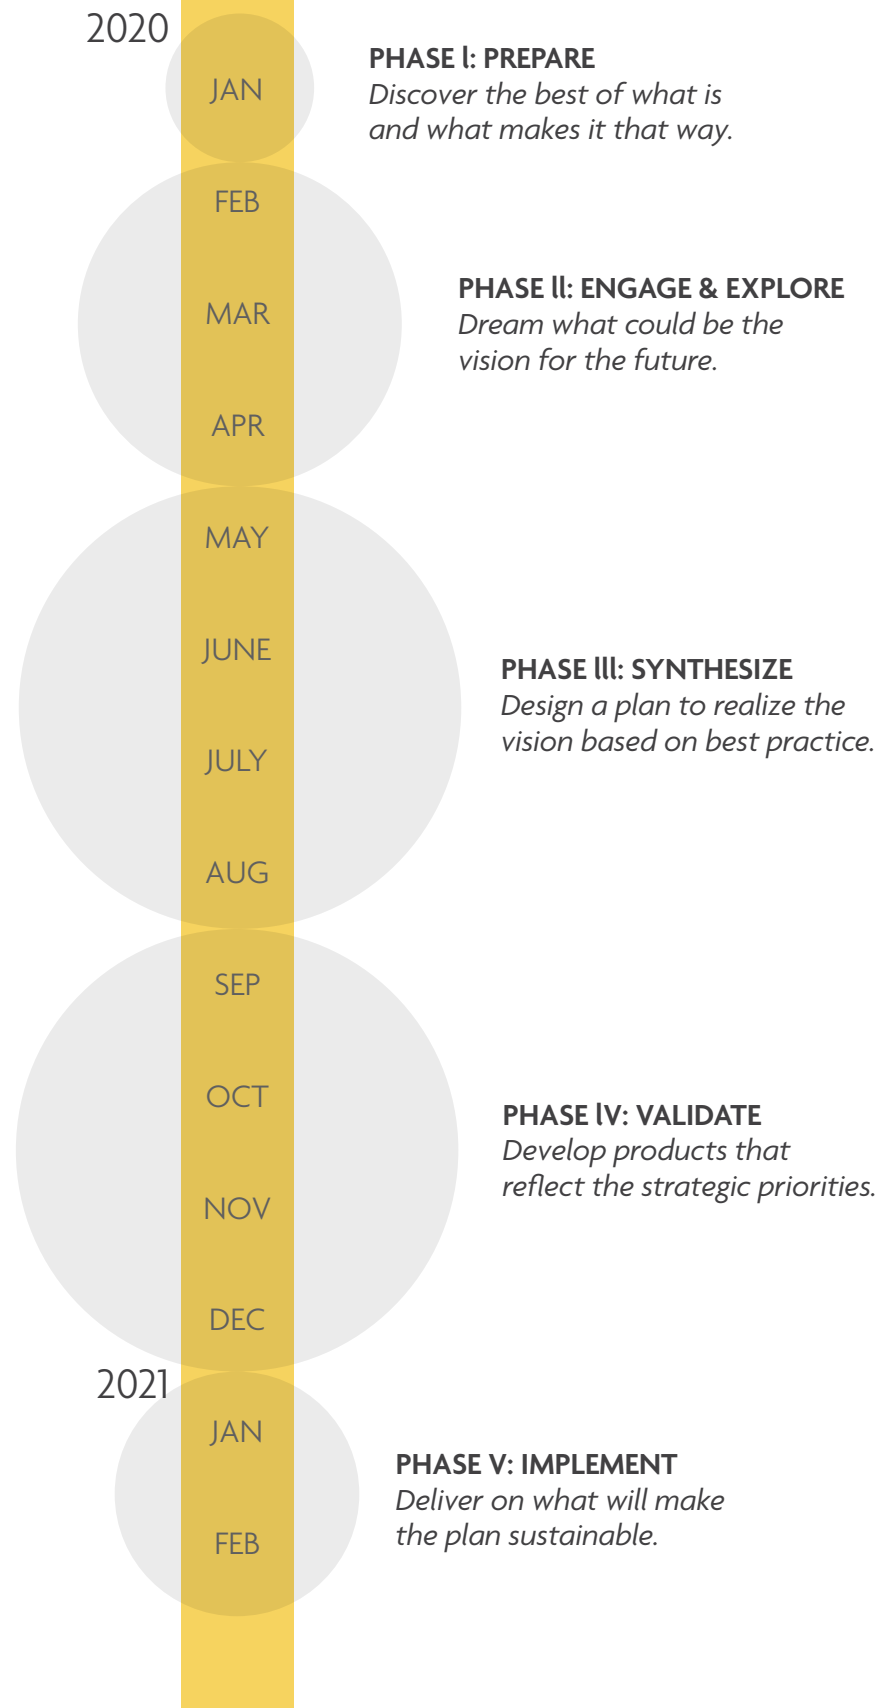 2020
JAN
PHASE I: PREPARE
Discover the best of what is
and what makes it that way.
FEB
MAR
APR
PHASE II: ENGAGE & EXPLORE
Dream what could be the
vision for the future.
MAY
JUNE
JULY
AUG
PHASE III: SYNTHESIZE
Design a plan to realize the
vision based on best practice.
SEP
OCT
NOV
DEC
PHASE IV: VALIDATE
Develop products that
reflect the strategic priorities.
2021
JAN
FEB
PHASE V: IMPLEMENT
Deliver on what will make
the plan sustainable.